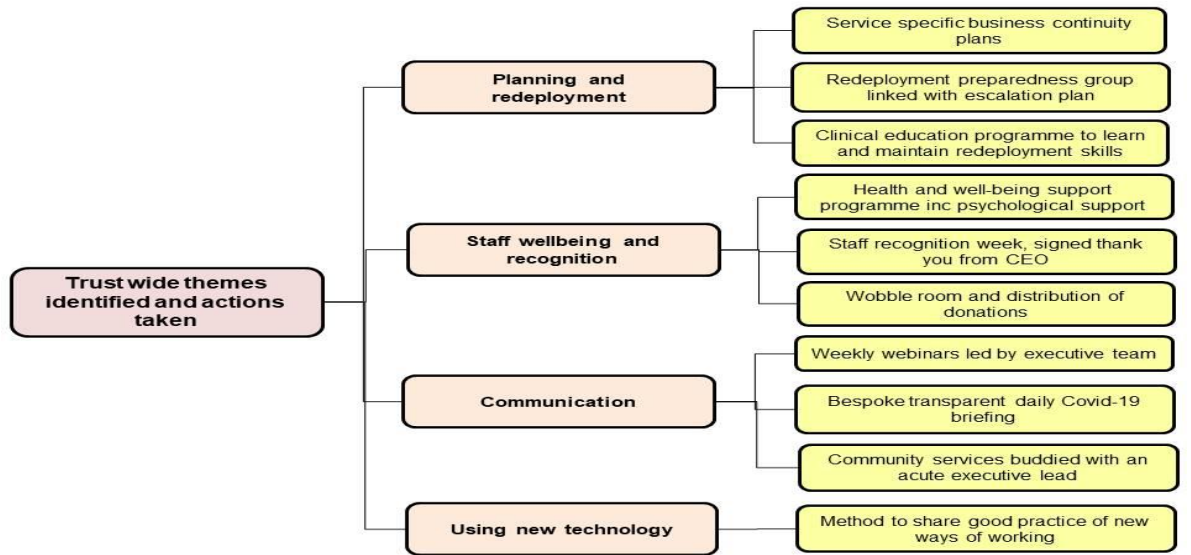 Trust wide themes
identified and actions
taken
Planning and
redeployment
Service specific business continuity
plans
Redeployment preparedness group
linked with escalation plan
Clinical education programme to learn
and maintain redeployment skills
Staff wellbeing and
recognition
Health and well-being support
programme inc psychological support
Staff recognition week, signed thank
you from CEO
Wobble room and distribution of
donations
Communication
Weekly webinars led by executive team
Bespoke transparent daily Covid-19
briefing
Community services buddied with an
acute executive lead
Using new technology
Method to share good practice of new
ways of working